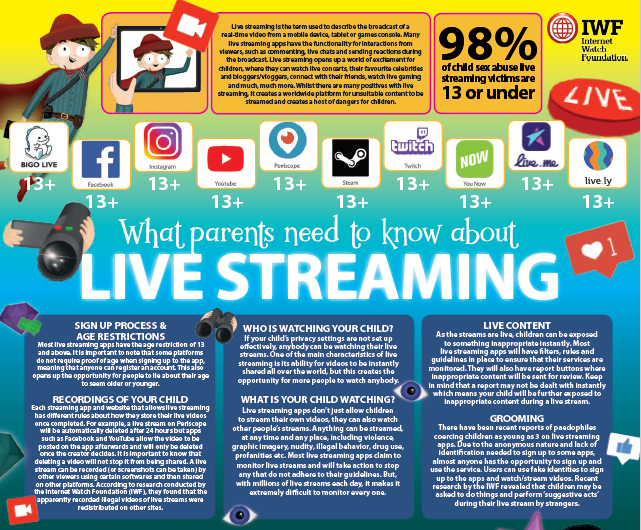 Live streaming is the term used to describe the broadcast of a
real-time video from a mobile device, tablet or games console. Many
live streaming apps have the functionality for interactions from
viewers, such as commenting, live chats and sending reactions during
the broadcast. Live streaming opens up a world of excitement for
children, where they can watch live concerts, their favourite celebrities
and bloggers/vloggers, connect with their friends, watch live gaming
and much, much more. Whilst there are many positives with live
streaming, it creates a worldwide platform for unsuitable content to be
streamed and creates a host of dangers for children.
98%
of child sex abuse live
streaming victims are
13 or under
IWF
Internet
Watch
Foundation
LIVE
BIGO LIVE
13+
Facebook
13+
Instagram
13+
Youtube
13+
Periscope
13+
Steam
13+
twitch
Twitch
13+
NOW
You Now
13+
live.me
13+
live.ly
13+
What parents need to know about
LIVE STREAMING
1
SIGN UP PROCESS &
AGE RESTRICTIONS
Most live streaming apps have the age restriction of 13
and above. It is important to note that some platforms
do not require proof of age when signing up to the app,
meaning that anyone can register an account. This also
opens up the opportunity for people to lie about their age
to seem older or younger.
RECORDINGS OF YOUR CHILD
Each streaming app and website that allows live streaming
has different rules about how they store their live videos
once completed. For example, a live stream on Periscope
will be automatically deleted after 24 hours but apps
such as Facebook and YouTube allow the video to be
posted on the app afterwards and will only be deleted
once the creator decides. It is important to know that
deleting a video will not stop it from being shared. A live
stream can be recorded (or screenshots can be taken) by
other viewers using certain softwares and then shared
on other platforms. According to research conducted by
the Internet Watch Foundation (IWF), they found that the
apparently recorded illegal videos of live streams were
redistributed on other sites.
WHO IS WATCHING YOUR CHILD?
If your child's privacy settings are not set up
effectively, anybody can be watching their live
streams. One of the main characteristics of live
streaming is its ability for videos to be instantly
shared all over the world, but this creates the
opportunity for more people to watch anybody.
WHAT IS YOUR CHILD WATCHING?
Live streaming apps don't just allow children
to stream their own videos, they can also watch
other people's streams. Anything can be streamed,
at any time and any place, including violence,
graphic imagery, nudity, illegal behavior, drug use,
profanities etc. Most live streaming apps claim to
monitor live streams and will take action to stop
any that do not adhere to their guidelines. But,
with millions of live streams each day, it makes it
extremely difficult to monitor every one.
LIVE CONTENT
As the streams are live, children can be exposed
to something inappropriate instantly. Most
live streaming apps will have filters, rules and
guidelines in place to ensure that their services are
monitored. They will also have report buttons where
inappropriate content will be sent for review. Keep
in mind that a report may not be dealt with instantly
which means your child will be further exposed to
inappropriate content during a live stream.
GROOMING
There have been recent reports of paedophiles
coercing children as young as 3 on live streaming
apps. Due to the anonymous nature and lack of
identification needed to sign up to some apps,
almost anyone has the opportunity to sign up and
use the service. Users can use fake identities to sign
up to the apps and watch/stream videos. Recent
research by the IWF revealed that children may be
asked to do things and perform 'suggestive acts'
during their live stream by strangers.